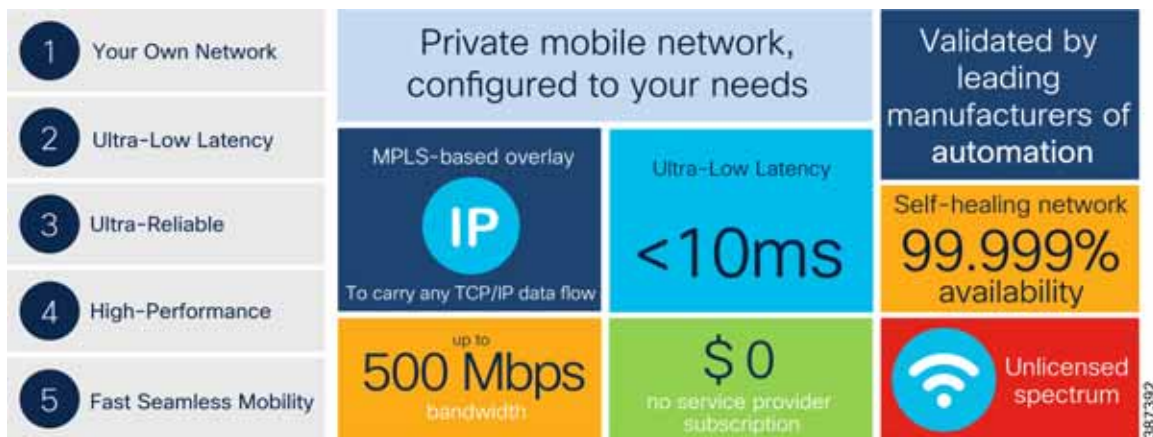 1 Your Own Network
2 Ultra-Low Latency
3 Ultra-Reliable
4 High-Performance
5 Fast Seamless Mobility
Private mobile network,
configured to your needs
MPLS-based overlay
IP
To carry any TCP/IP data flow
Ultra-Low Latency
<10ms
up to
500 Mbps
bandwidth
$0
no service provider
subscription
Validated by
leading
manufacturers of
automation
Self-healing network
99.999%
availability
Unlicensed
spectrum
387392